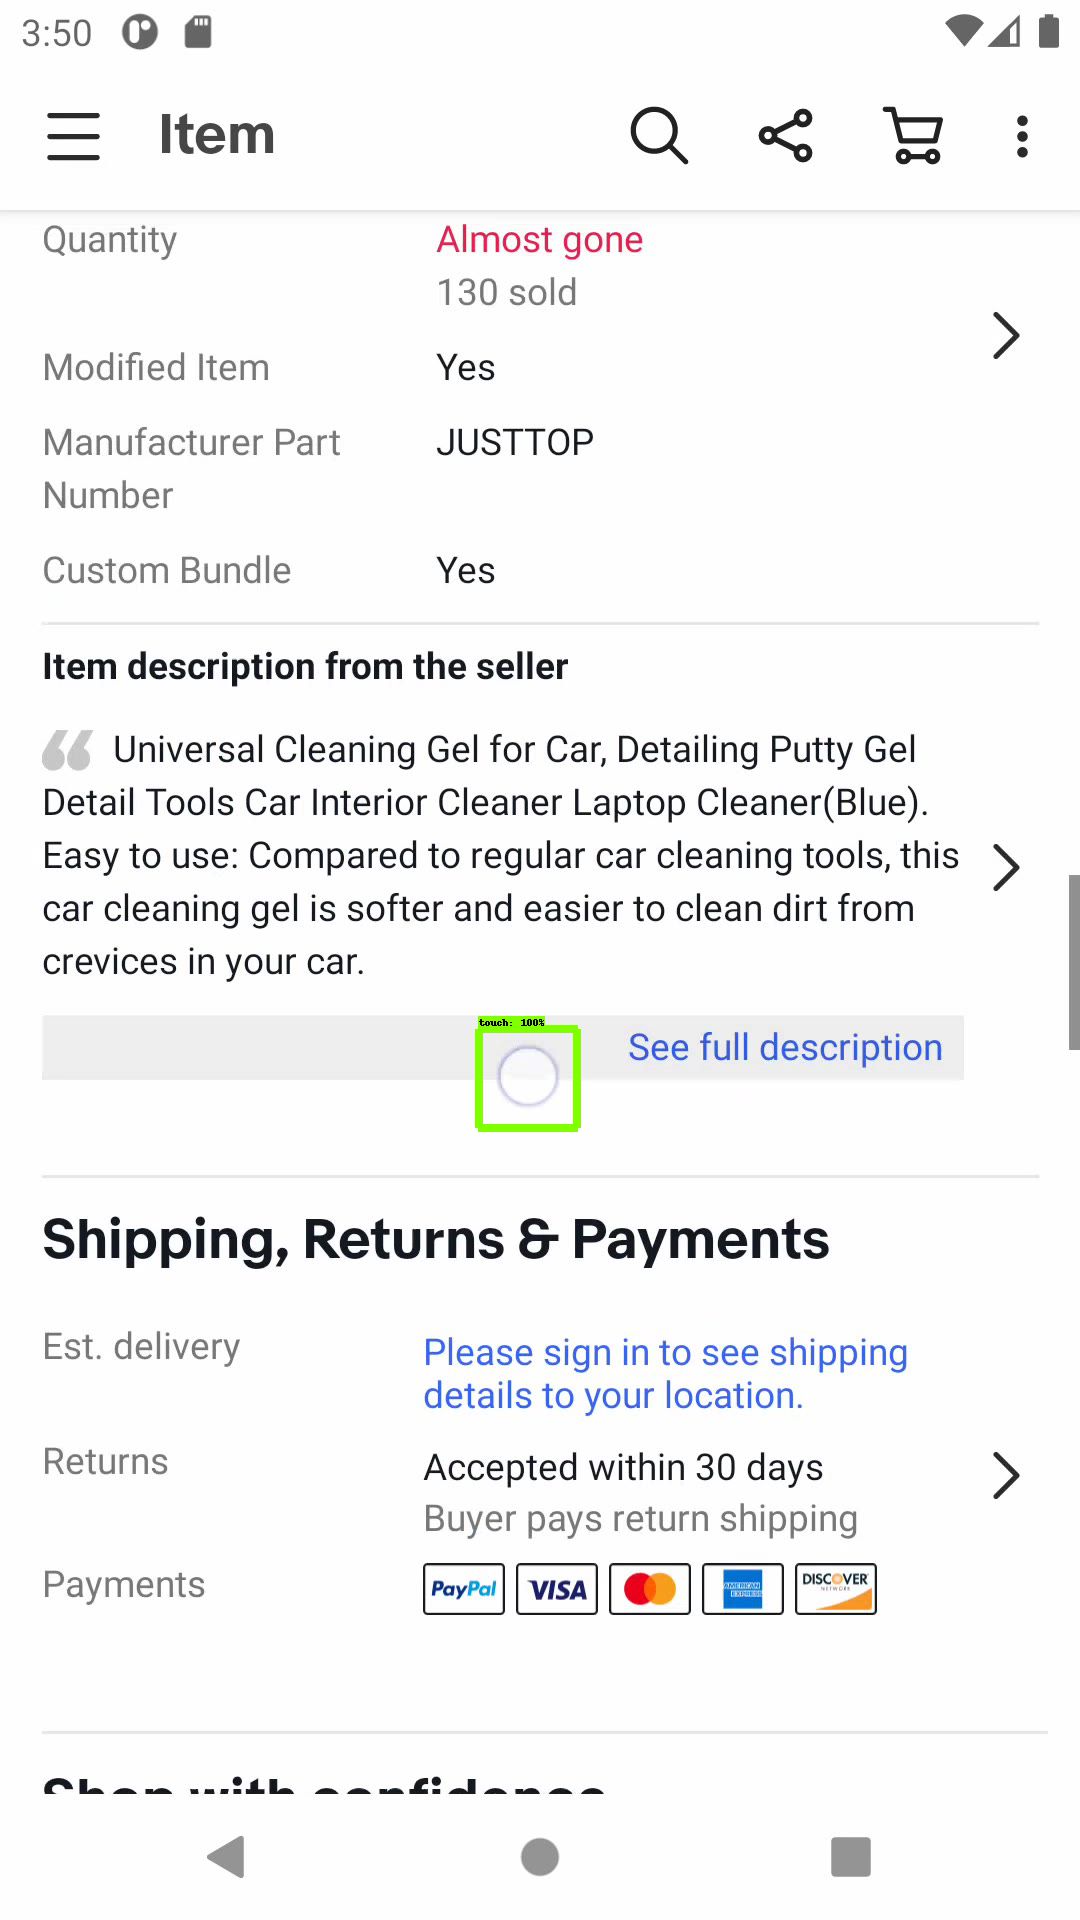 3:50
Item
Quantity
Almost gone
130 sold
Modified Item
Yes
Manufacturer Part Number
JUSTTOP
Custom Bundle
Yes
Item description from the seller
Universal Cleaning Gel for Car, Detailing Putty Gel
Detail Tools Car Interior Cleaner Laptop Cleaner(Blue).
Easy to use: Compared to regular car cleaning tools, this
car cleaning gel is softer and easier to clean dirt from
crevices in your car.
touch: 100%
See full description
Shipping, Returns & Payments
Est. delivery
Please sign in to see shipping
details to your location.
Returns
Accepted within 30 days
Buyer pays return shipping
Payments
PayPal VISA AMERICAN EXPRESS DISCOVER NETWORK
Shop with confidence